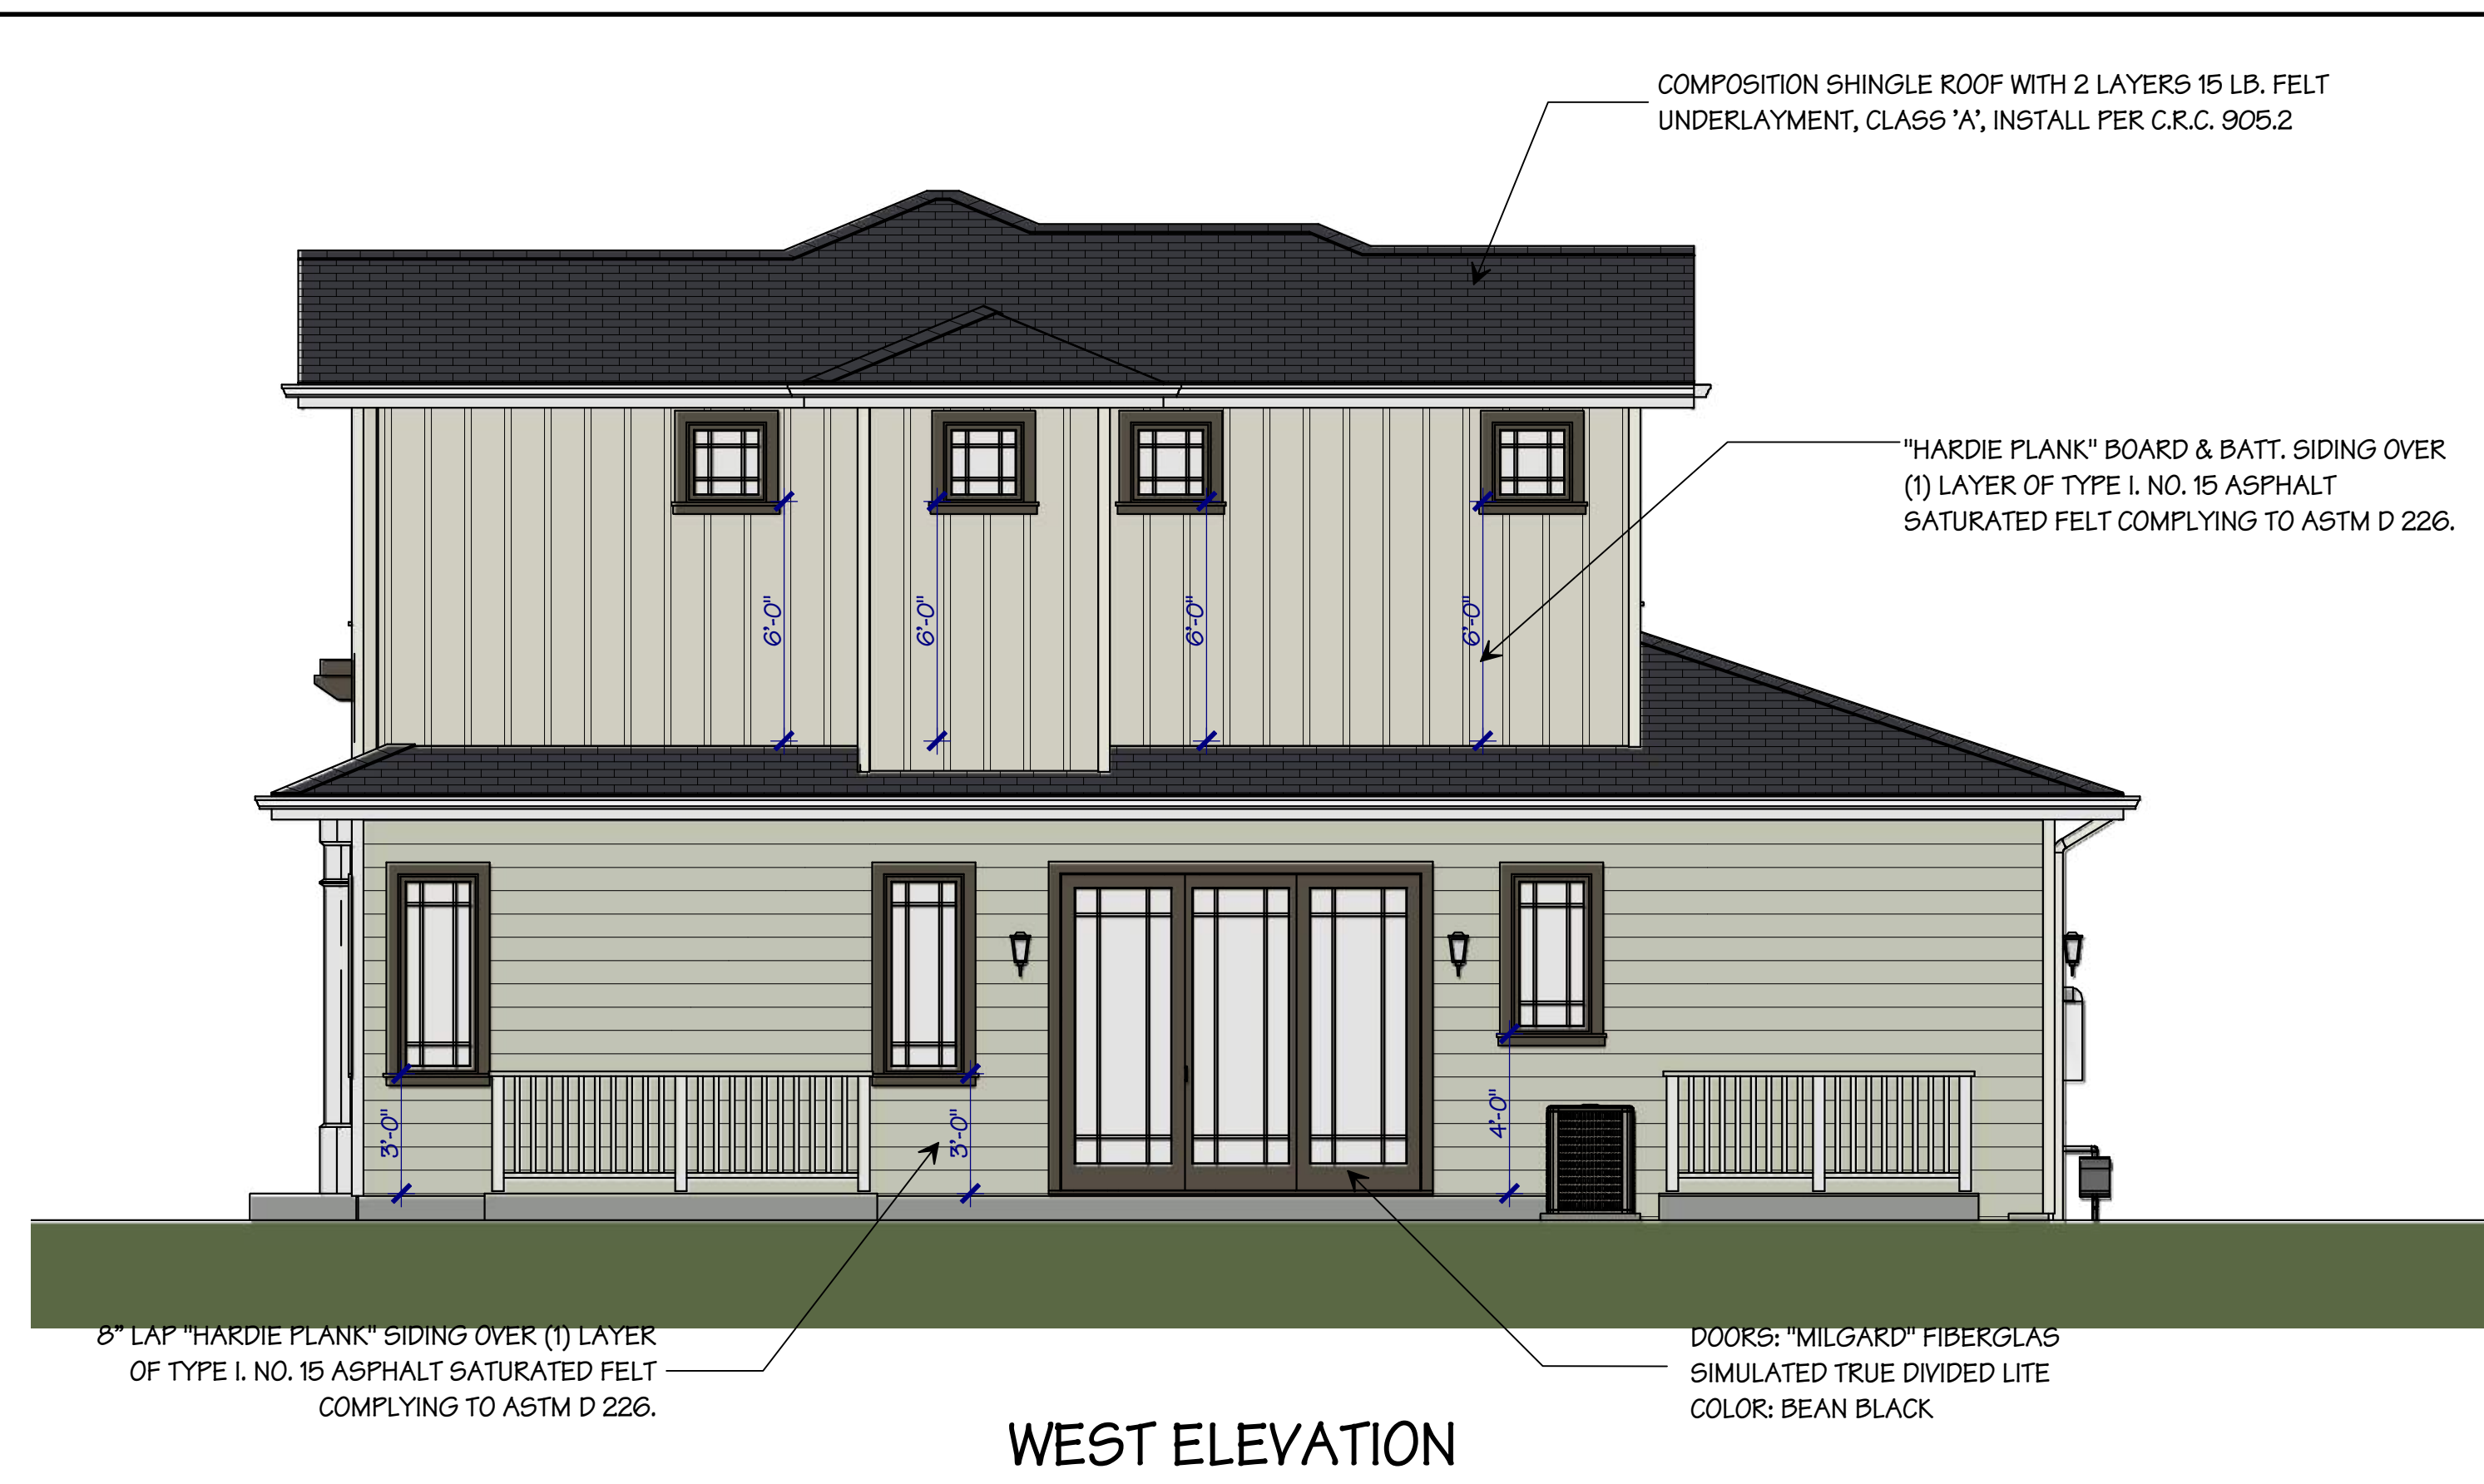 COMPOSITION SHINGLE ROOF WITH 2 LAYERS 15 LB. FELT
UNDERLAYMENT, CLASS 'A', INSTALL PER C.R.C. 905.2
"HARDIE PLANK" BOARD & BATT. SIDING OVER
(1) LAYER OF TYPE I. NO. 15 ASPHALT
SATURATED FELT COMPLYING TO ASTM D 226.
6'-0"
6'-0"
6'-0"
6'-0"
3'-0"
3'-0"
4'-0"
8" LAP "HARDIE PLANK" SIDING OVER (1) LAYER
OF TYPE I. NO. 15 ASPHALT SATURATED FELT
COMPLYING TO ASTM D 226.
DOORS: "MILGARD" FIBERGLAS
SIMULATED TRUE DIVIDED LITE
COLOR: BEAN BLACK
WEST ELEVATION